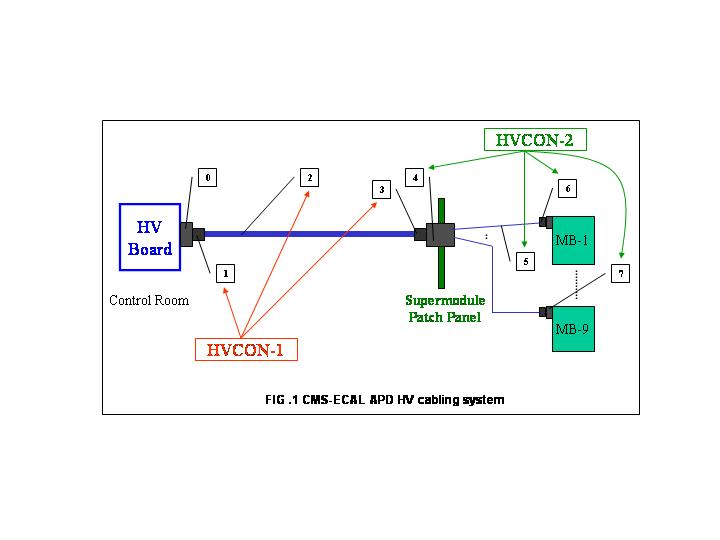 HVCON-2
0
2
3
4
6
HV
Board
MB-1
:
5
1
7
Control Room
Supermodule
Patch Panel
MB-9
HVCON-1
FIG .1 CMS-ECAL APD HV cabling system